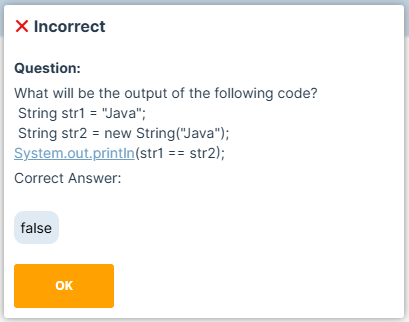 Incorrect
Question:
What will be the output of the following code?
String str1 = "Java";
String str2 = new String("Java");
System.out.println(str1 == str2);
Correct Answer:
false
OK